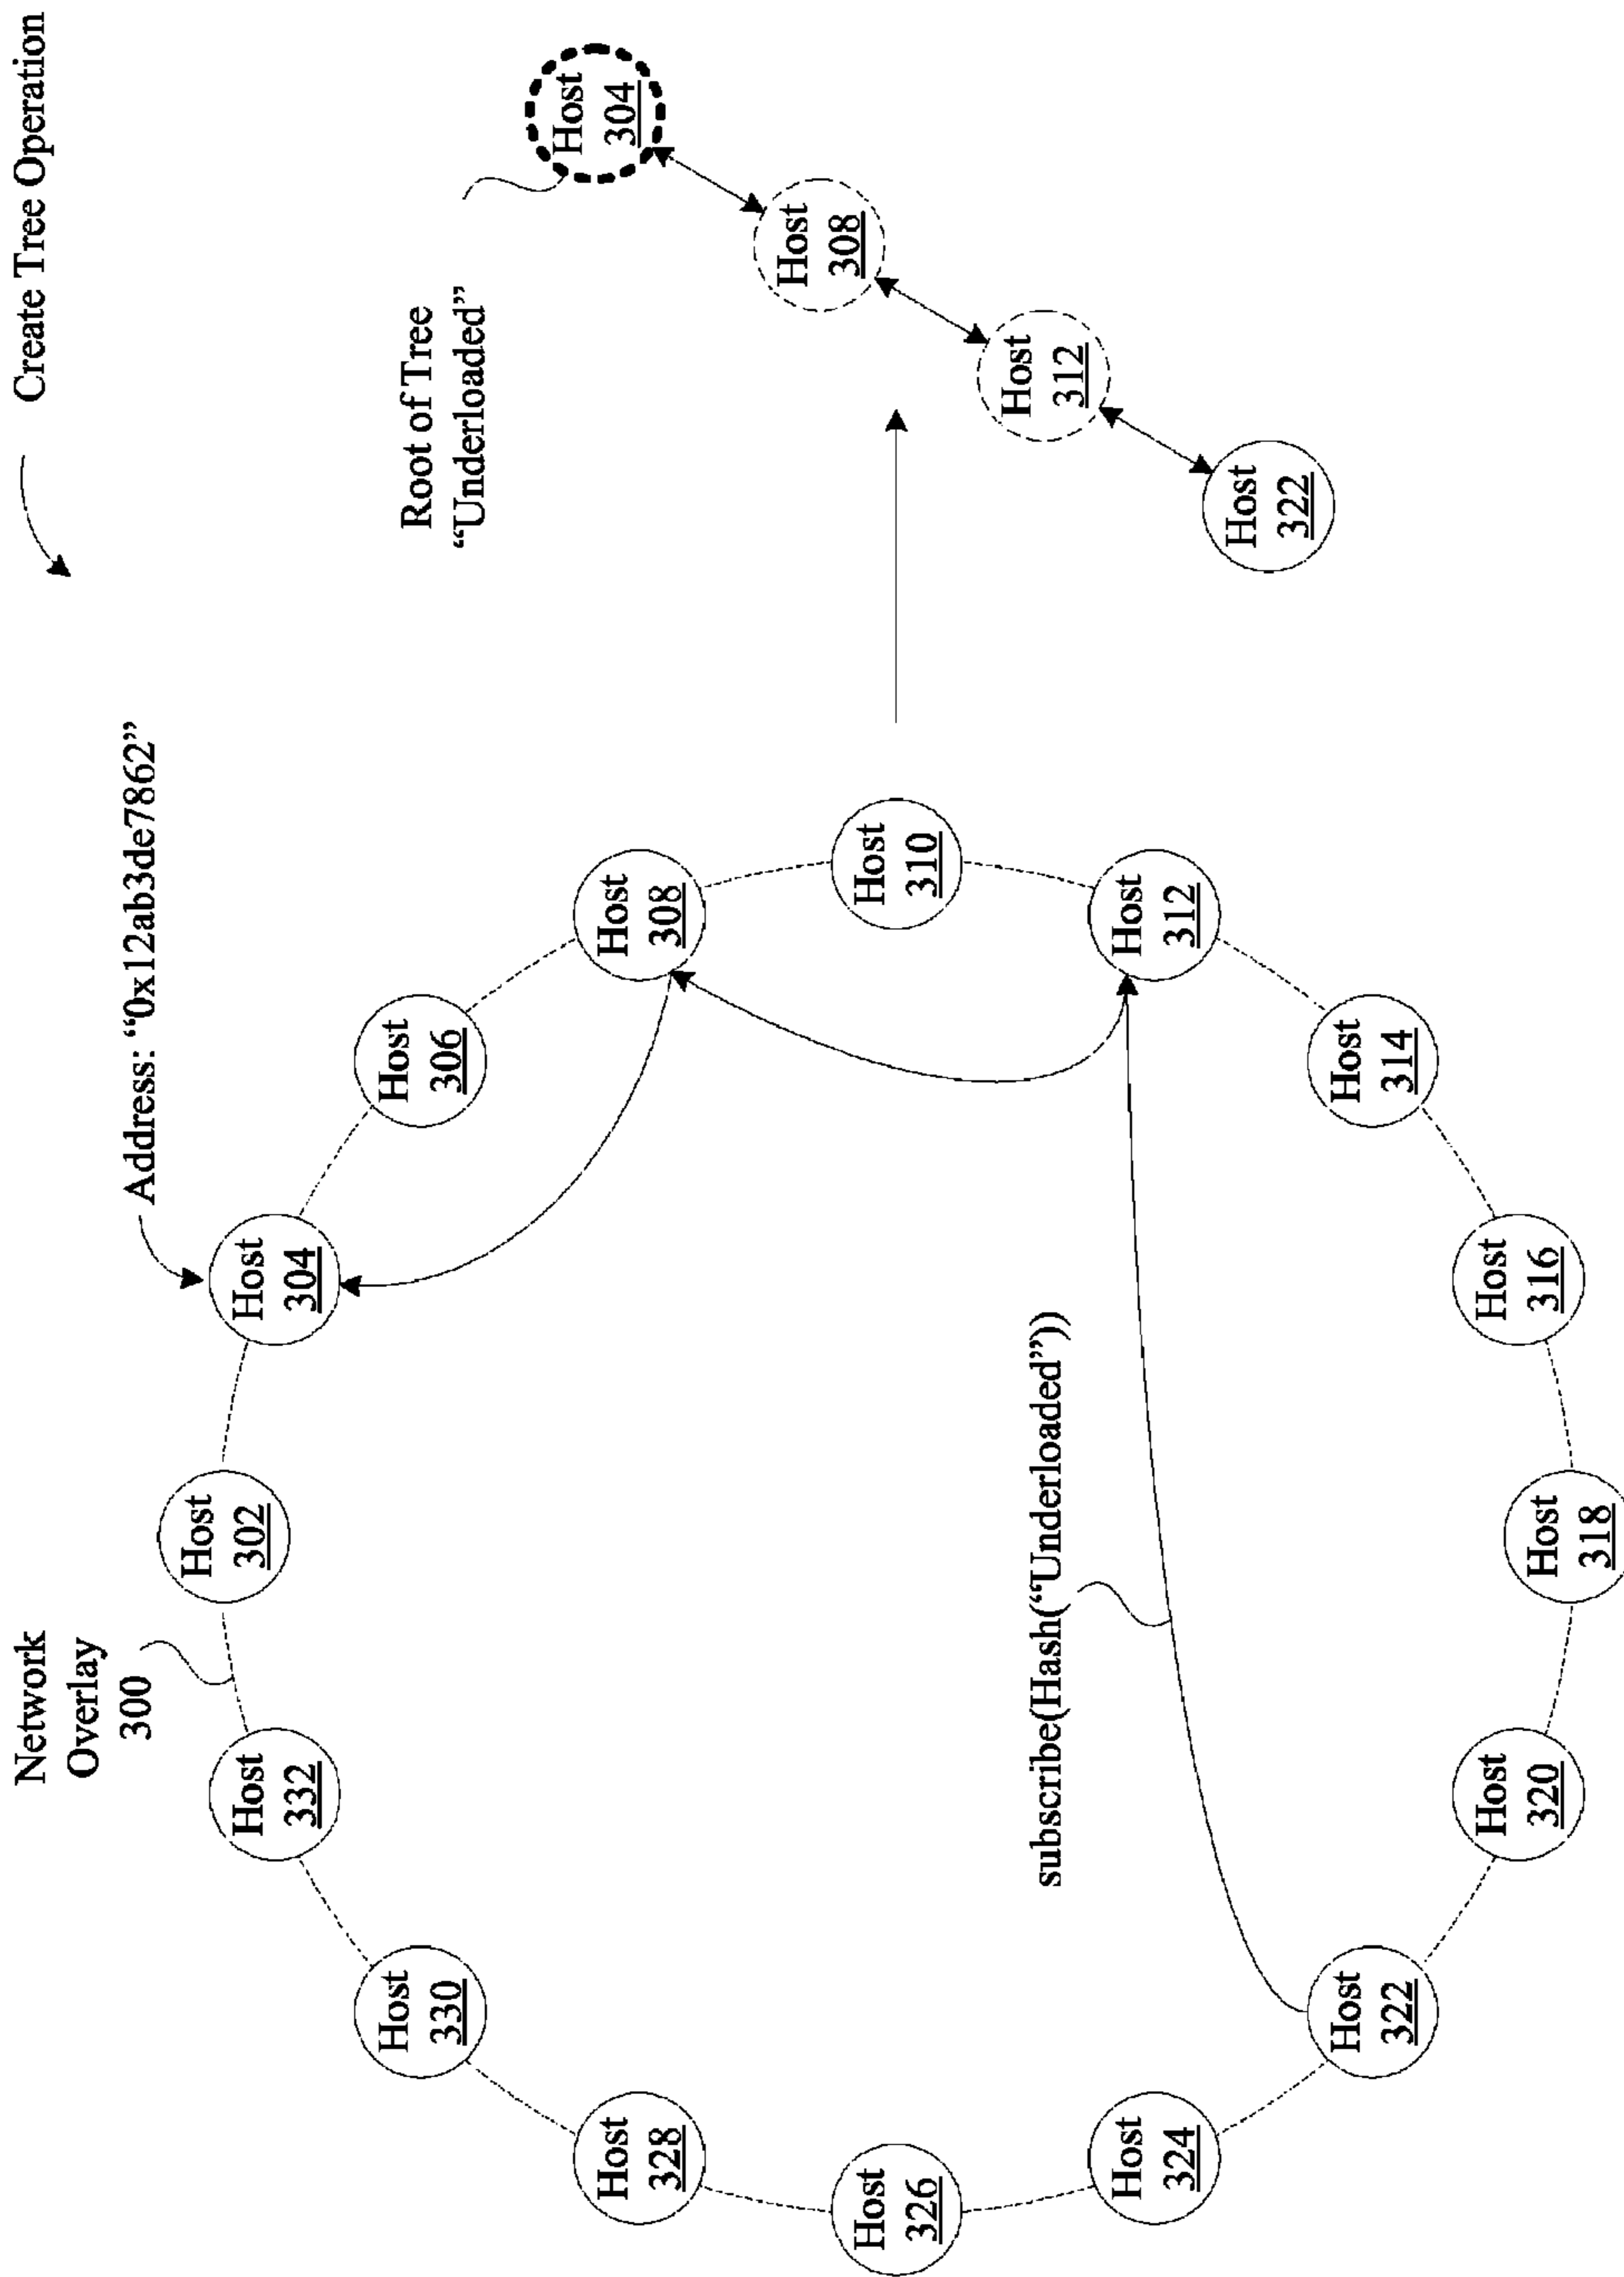 Create Tree Operation
Network
Overlay
300
Address: “0x12ab3de7862”
Host
302
Host
304
Host
306
Host
308
Host
310
Host
312
Host
314
Host
316
Host
318
Host
320
Host
322
Host
324
Host
326
Host
328
Host
330
Host
332
subscribe(Hash(“Underloaded”))
Root of Tree
“Underloaded”
Host
304
Host
308
Host
312
Host
322